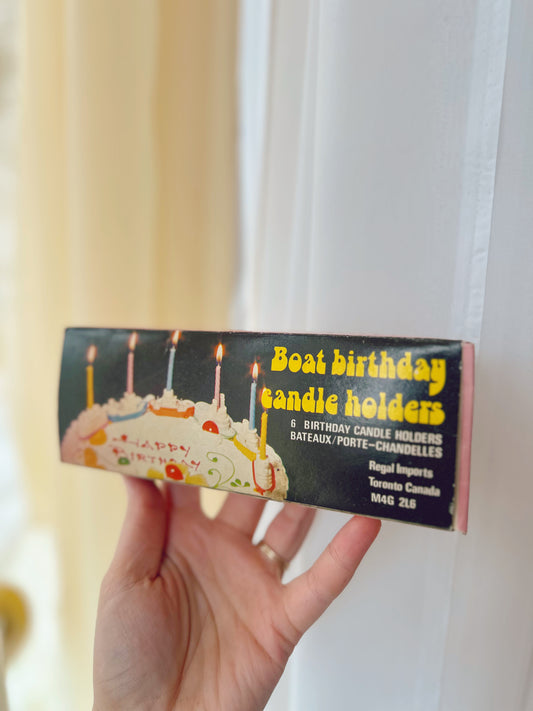 Boat birthday
candle holders
6 BIRTHDAY CANDLE HOLDERS
BATEAUX/PORTE-CHANDELLES
Regal Imports
Toronto Canada
M4G 2L6
HAPPY
BIRTHDAY